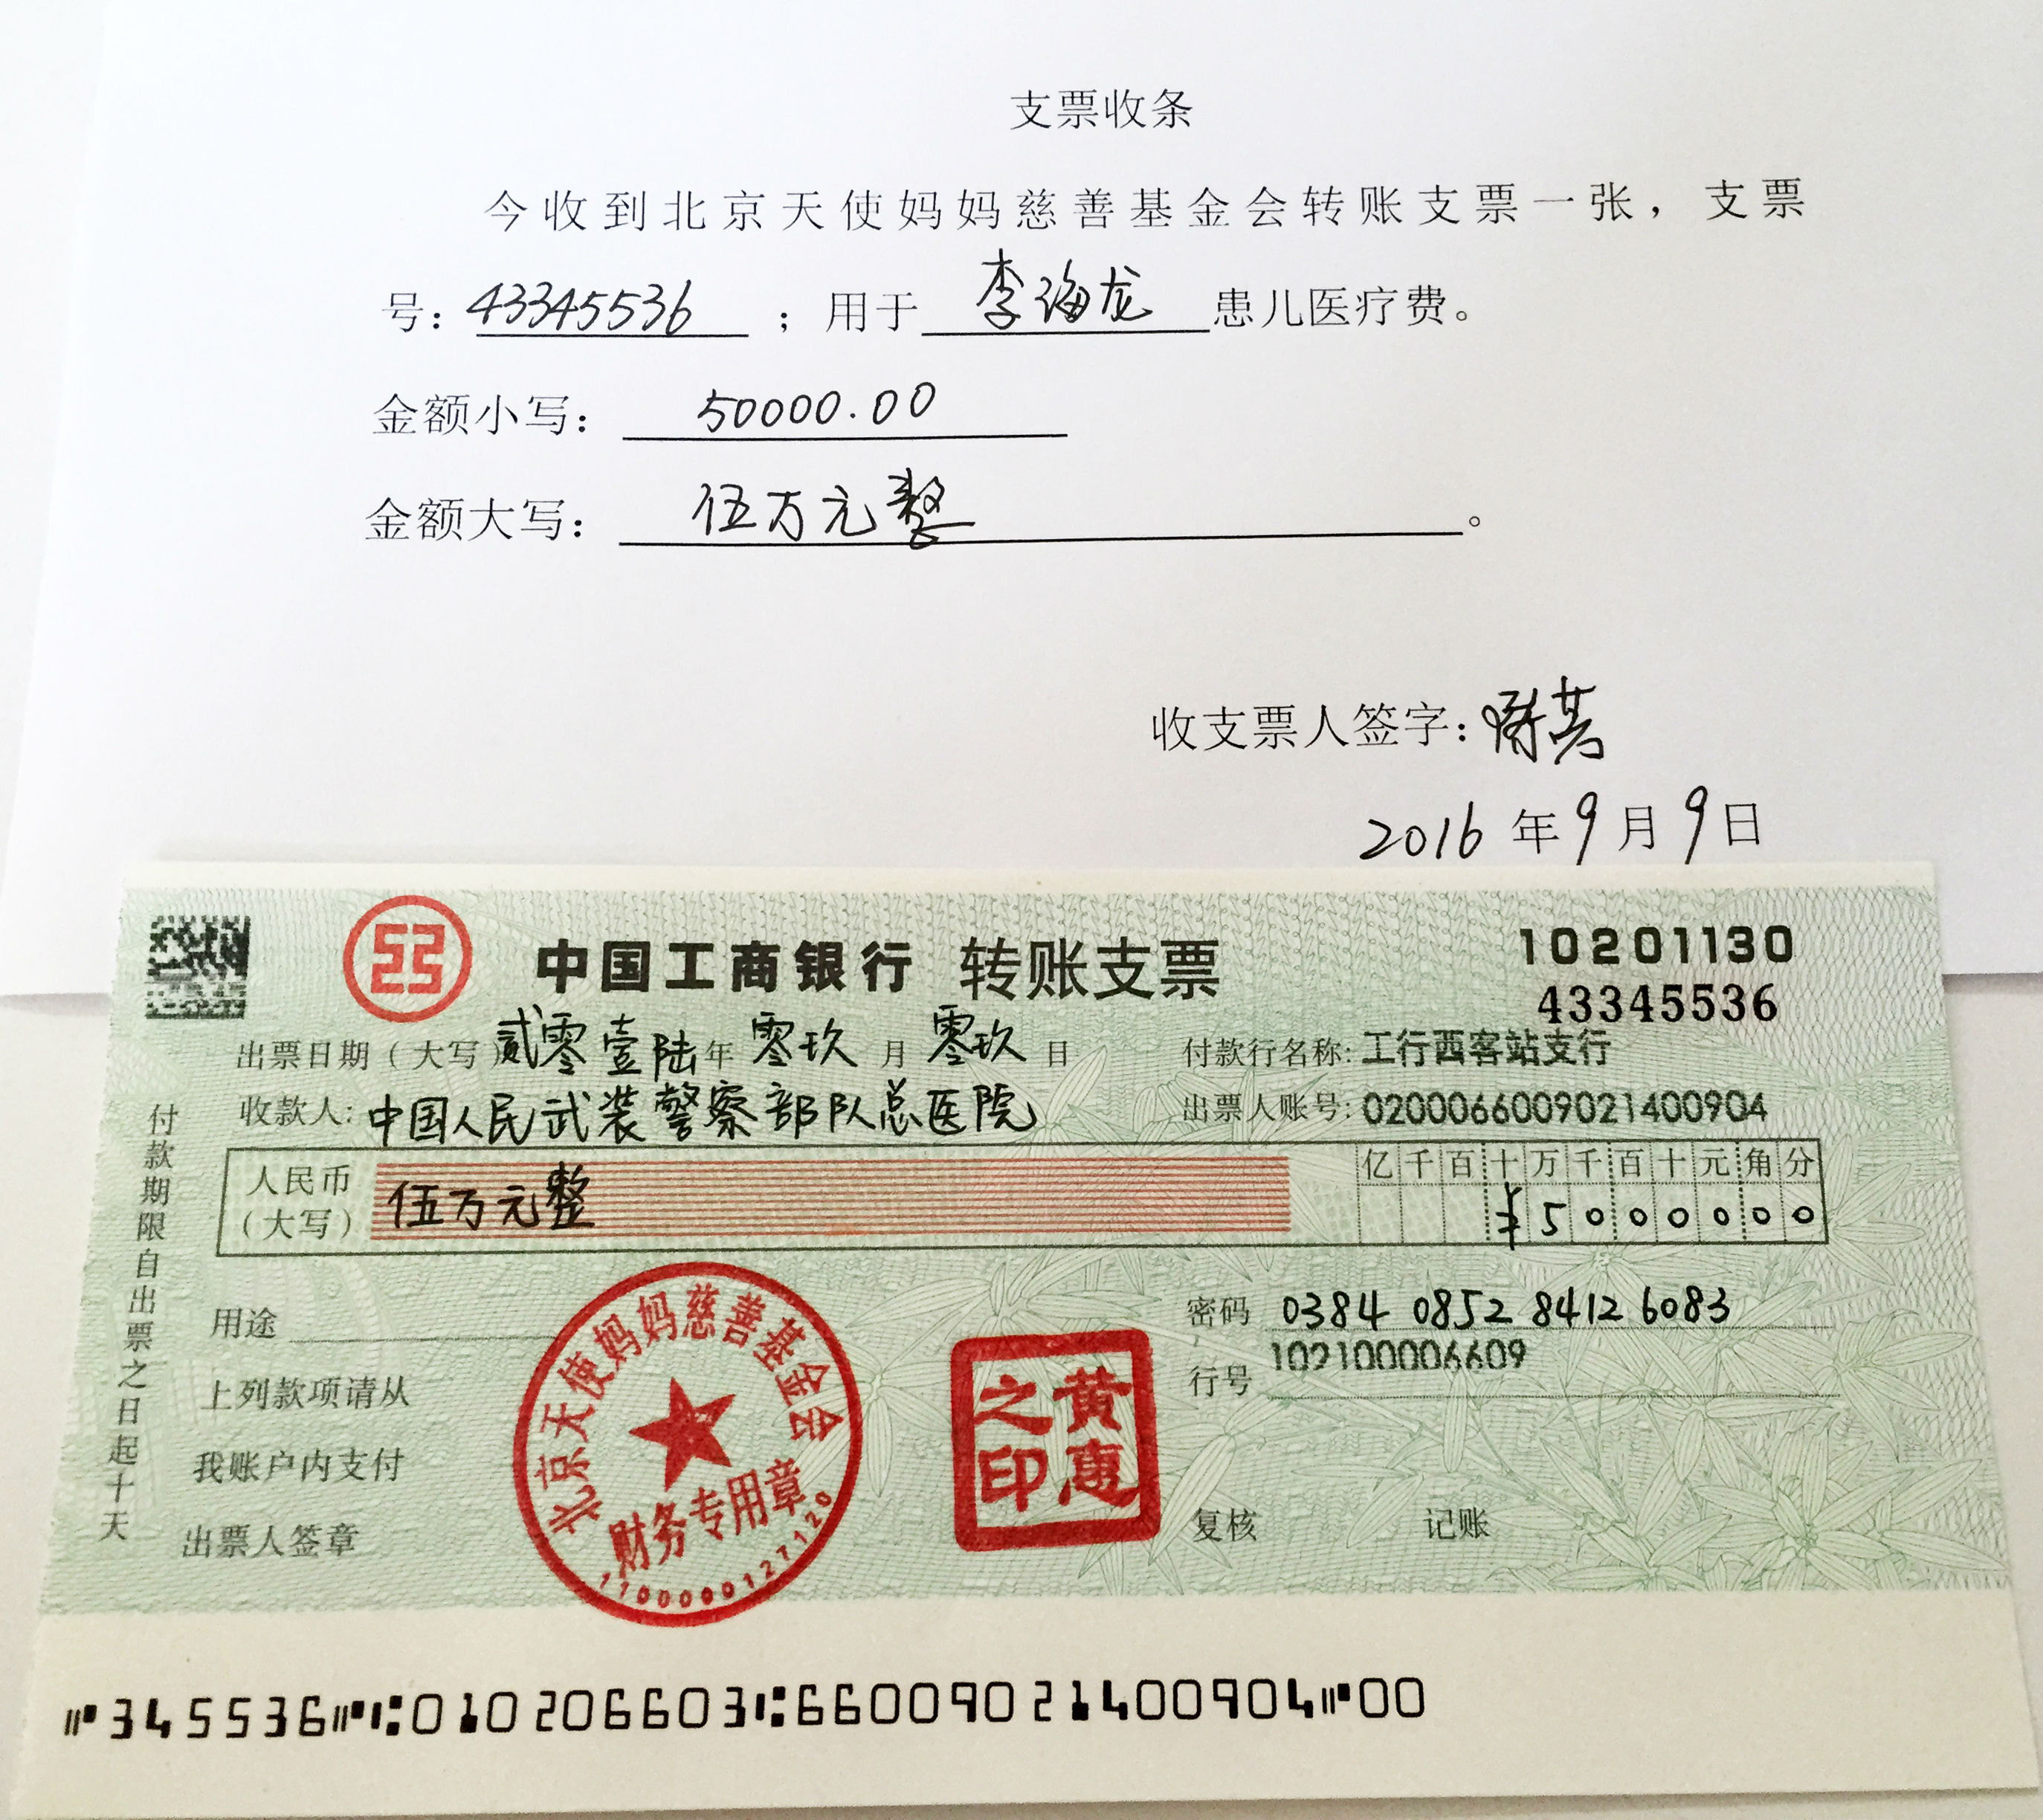 支票收条
今收到北京天使妈妈慈善基金会转账支票一张，支票
号：43345536；用于李海龙患儿医疗费。
金额小写：50000.00
金额大写：伍万元整。
收支票人签字：
2016年9月9日
中国工商银行 转账支票
10201130
43345536
出票日期（大写）贰零壹陆年零玖月零玖日
付款行名称：工行西客站支行
收款人：中国人民武装警察部队总医院
出票人账号：0200066009021400904
人民币
（大写）
伍万元整
亿千百十万千百十元角分
¥5000000
付款期限自出票之日起十天
用途
密码 0384 0852 8412 6083
行号 102100006609
上列款项请从
我账户内支付
出票人签章
复核 记账
北京天使妈妈慈善基金会
财务专用章
1100000127120
黄惠之印
⑈345536⑈⑆010206603⑆6600902140​0904⑈00